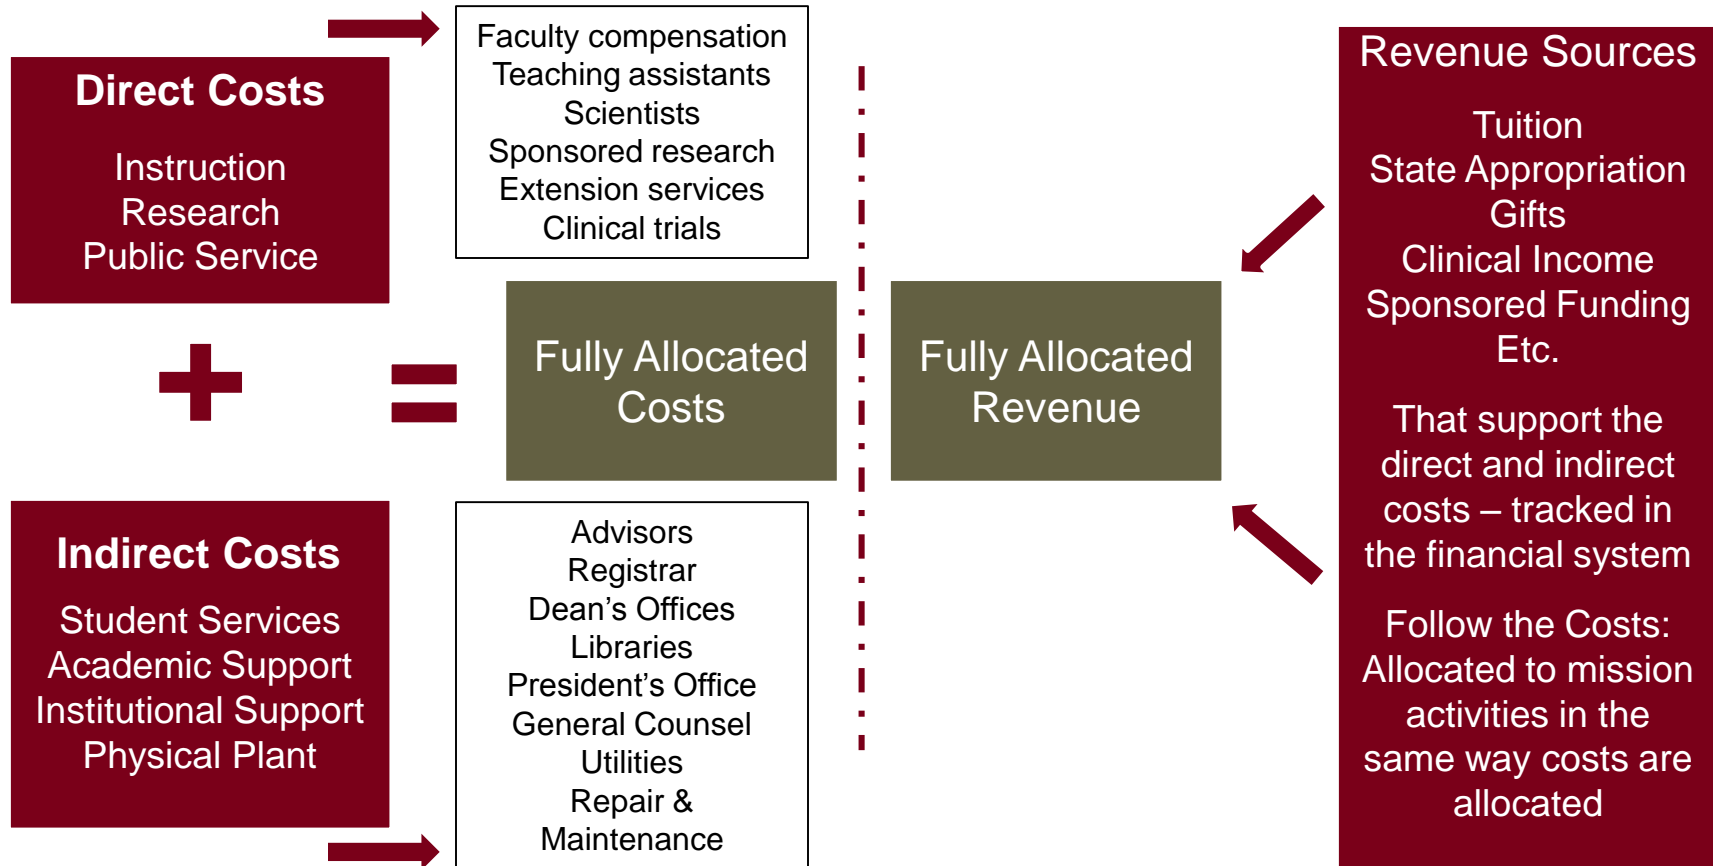 Direct Costs
Instruction
Research
Public Service
Faculty compensation
Teaching assistants
Scientists
Sponsored research
Extension services
Clinical trials
+
=
Fully Allocated
Costs
Fully Allocated
Revenue
Indirect Costs
Student Services
Academic Support
Institutional Support
Physical Plant
Advisors
Registrar
Dean’s Offices
Libraries
President’s Office
General Counsel
Utilities
Repair &
Maintenance
Revenue Sources
Tuition
State Appropriation
Gifts
Clinical Income
Sponsored Funding
Etc.
That support the
direct and indirect
costs – tracked in
the financial system
Follow the Costs:
Allocated to mission
activities in the
same way costs are
allocated